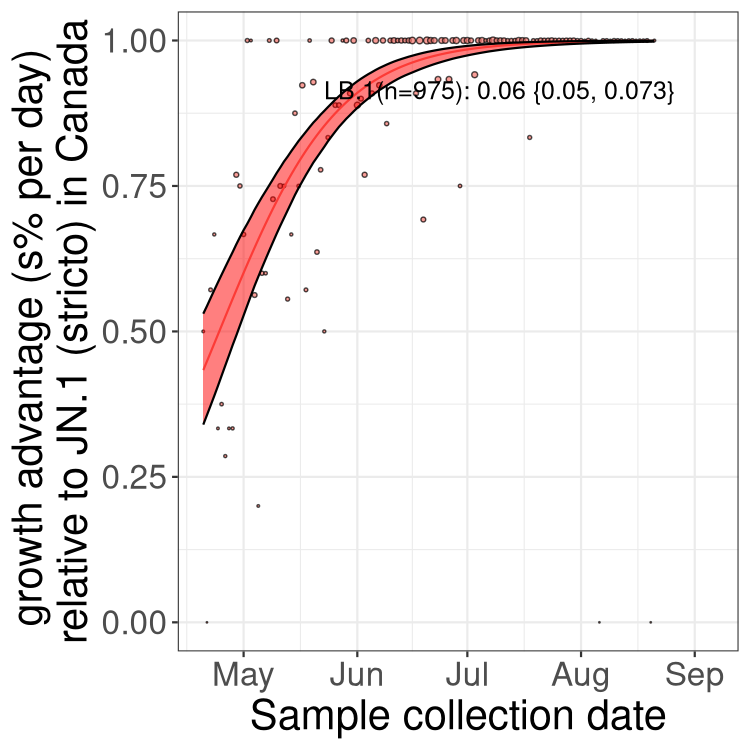 growth advantage (s% per day)
relative to JN.1 (stricto) in Canada
1.00
0.75
0.50
0.25
0.00
LB.1(n=975): 0.06 {0.05, 0.073}
May Jun Jul Aug Sep
Sample collection date